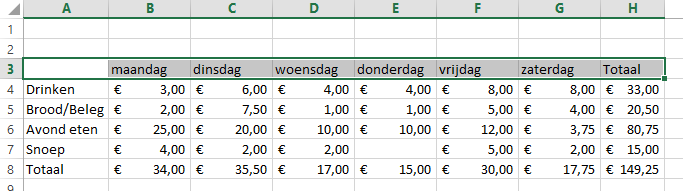 A B C D E F G H
1
2
3 maandag dinsdag woensdag donderdag vrijdag zaterdag Totaal
4 Drinken € 3,00 € 6,00 € 4,00 € 4,00 € 8,00 € 8,00 € 33,00
5 Brood/Beleg € 2,00 € 7,50 € 1,00 € 1,00 € 5,00 € 4,00 € 20,50
6 Avond eten € 25,00 € 20,00 € 10,00 € 10,00 € 12,00 € 3,75 € 80,75
7 Snoep € 4,00 € 2,00 € 2,00 € 5,00 € 2,00 € 15,00
8 Totaal € 34,00 € 35,50 € 17,00 € 15,00 € 30,00 € 17,75 € 149,25
9